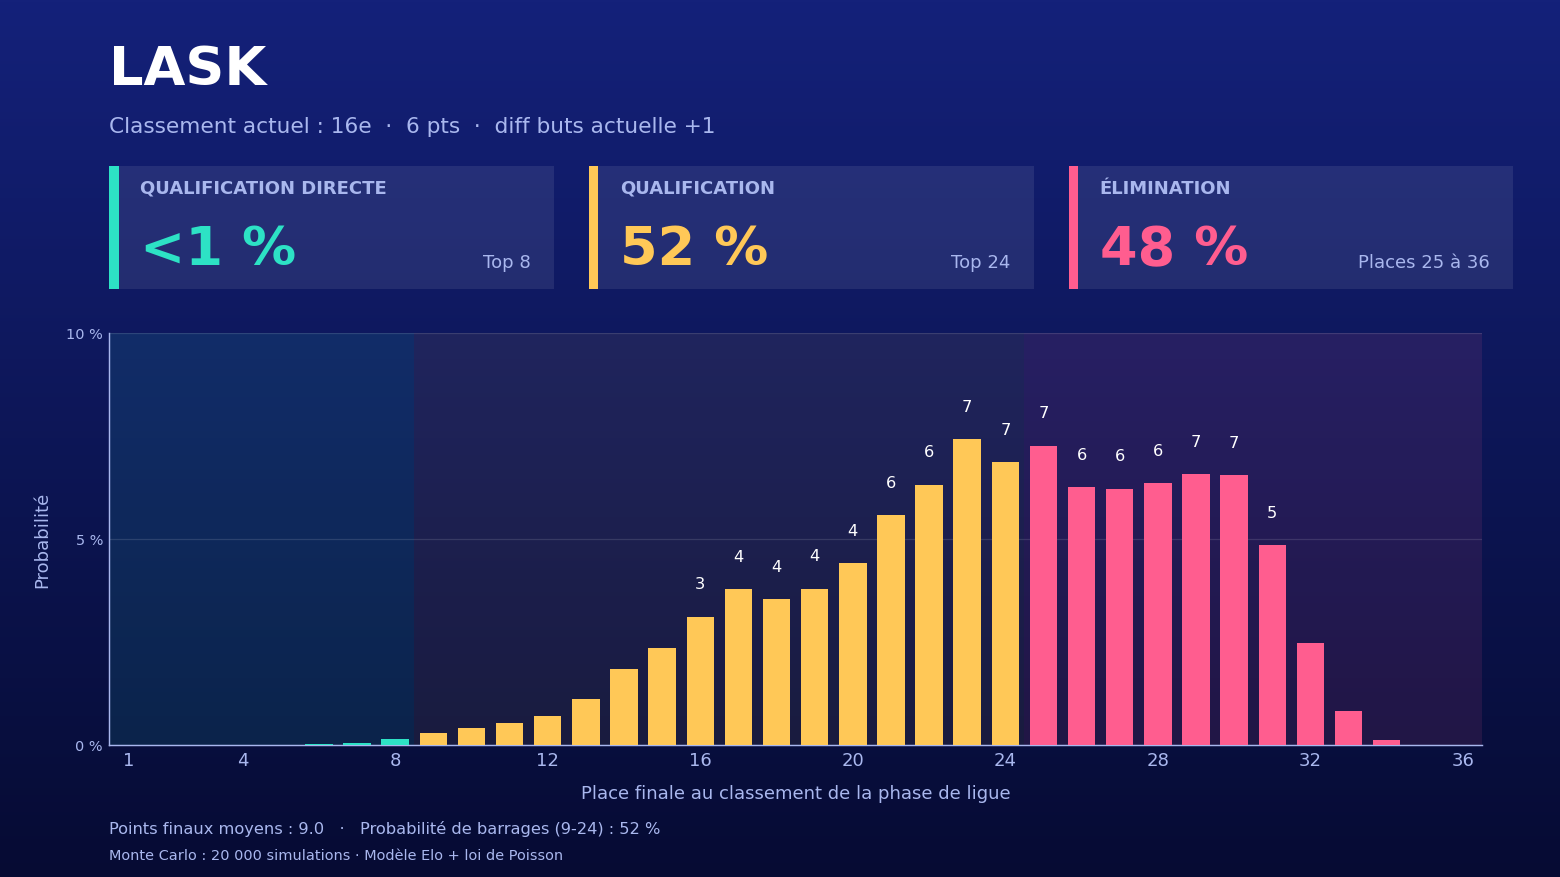 LASK
Classement actuel : 16e · 6 pts · diff buts actuelle +1
QUALIFICATION DIRECTE
<1 %
Top 8
QUALIFICATION
52 %
Top 24
ÉLIMINATION
48 %
Places 25 à 36
10 %
5 %
0 %
Probabilité
3
4
4
4
4
6
6
7
7
7
6
6
6
7
7
5
1 4 8 12 16 20 24 28 32 36
Place finale au classement de la phase de ligue
Points finaux moyens : 9.0 · Probabilité de barrages (9-24) : 52 %
Monte Carlo : 20 000 simulations · Modèle Elo + loi de Poisson